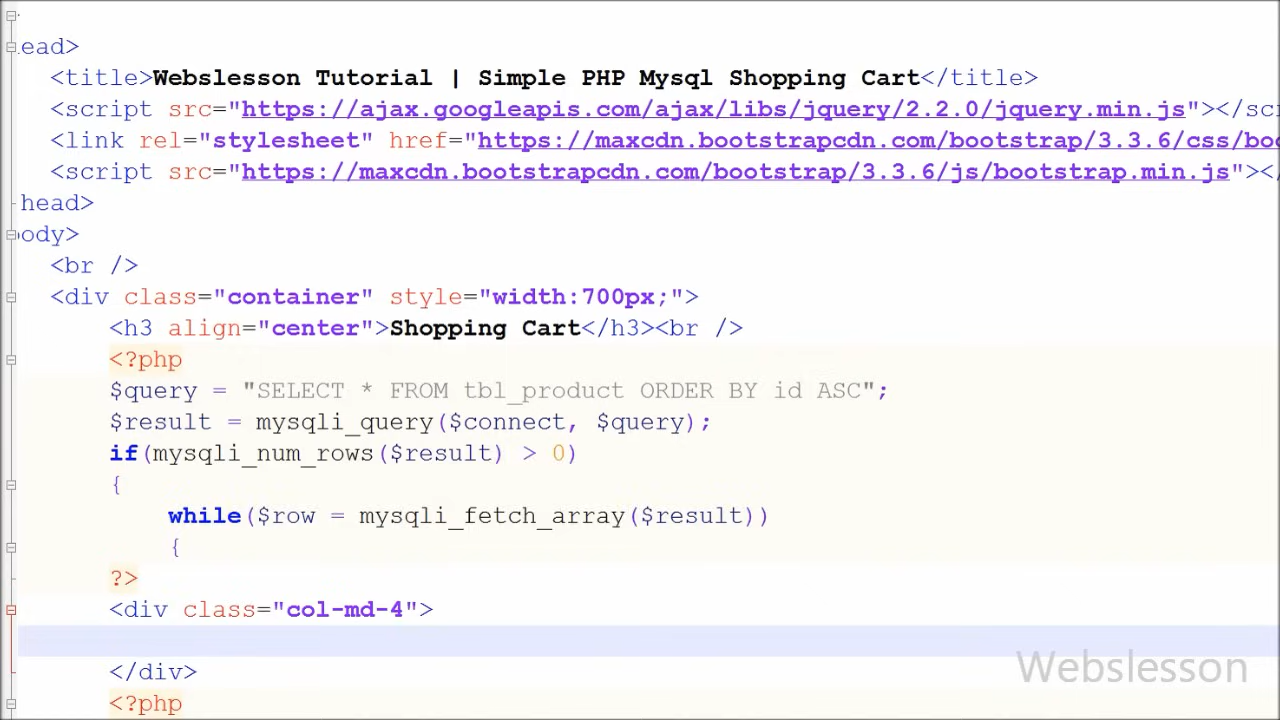 ead>
<title>Webslesson Tutorial | Simple PHP Mysql Shopping Cart</title>
<script src="https://ajax.googleapis.com/ajax/libs/jquery/2.2.0/jquery.min.js"></scri
<link rel="stylesheet" href="https://maxcdn.bootstrapcdn.com/bootstrap/3.3.6/css/boo
<script src="https://maxcdn.bootstrapcdn.com/bootstrap/3.3.6/js/bootstrap.min.js"></
head>
ody>
<br />
<div class="container" style="width:700px;">
<h3 align="center">Shopping Cart</h3><br />
<?php
$query = "SELECT * FROM tbl_product ORDER BY id ASC";
$result = mysqli_query($connect, $query);
if(mysqli_num_rows($result) > 0)
{
while($row = mysqli_fetch_array($result))
{
?>
<div class="col-md-4">
</div>
<?php
Webslesson